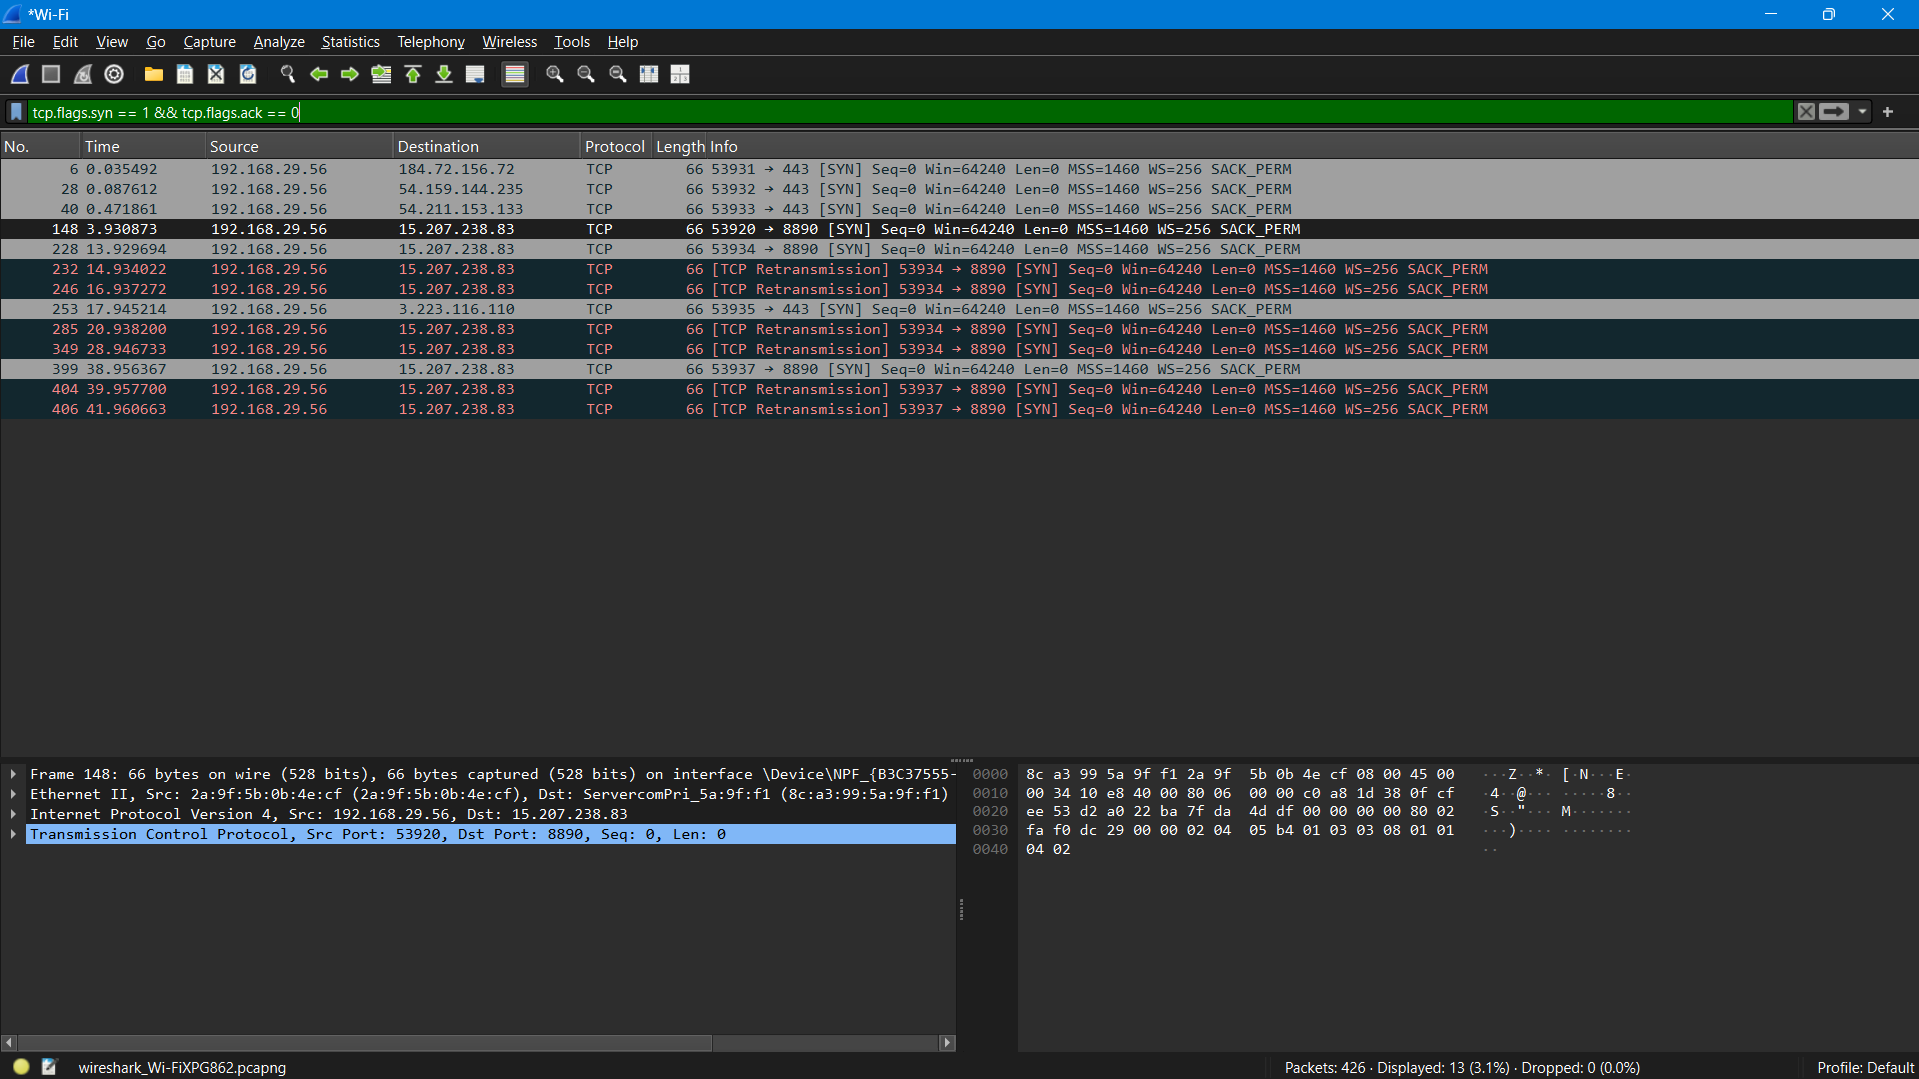 *Wi-Fi
File Edit View Go Capture Analyze Statistics Telephony Wireless Tools Help
tcp.flags.syn == 1 && tcp.flags.ack == 0
No. Time Source Destination Protocol Length Info
6 0.035492 192.168.29.56 184.72.156.72 TCP 66 53931 → 443 [SYN] Seq=0 Win=64240 Len=0 MSS=1460 WS=256 SACK_PERM
28 0.087612 192.168.29.56 54.159.144.235 TCP 66 53932 → 443 [SYN] Seq=0 Win=64240 Len=0 MSS=1460 WS=256 SACK_PERM
40 0.471861 192.168.29.56 54.211.153.133 TCP 66 53933 → 443 [SYN] Seq=0 Win=64240 Len=0 MSS=1460 WS=256 SACK_PERM
148 3.930873 192.168.29.56 15.207.238.83 TCP 66 53920 → 8890 [SYN] Seq=0 Win=64240 Len=0 MSS=1460 WS=256 SACK_PERM
228 13.929694 192.168.29.56 15.207.238.83 TCP 66 53934 → 8890 [SYN] Seq=0 Win=64240 Len=0 MSS=1460 WS=256 SACK_PERM
232 14.934022 192.168.29.56 15.207.238.83 TCP 66 [TCP Retransmission] 53934 → 8890 [SYN] Seq=0 Win=64240 Len=0 MSS=1460 WS=256 SACK_PERM
246 16.937272 192.168.29.56 15.207.238.83 TCP 66 [TCP Retransmission] 53934 → 8890 [SYN] Seq=0 Win=64240 Len=0 MSS=1460 WS=256 SACK_PERM
253 17.945214 192.168.29.56 3.223.116.110 TCP 66 53935 → 443 [SYN] Seq=0 Win=64240 Len=0 MSS=1460 WS=256 SACK_PERM
285 20.938200 192.168.29.56 15.207.238.83 TCP 66 [TCP Retransmission] 53934 → 8890 [SYN] Seq=0 Win=64240 Len=0 MSS=1460 WS=256 SACK_PERM
349 28.946733 192.168.29.56 15.207.238.83 TCP 66 [TCP Retransmission] 53934 → 8890 [SYN] Seq=0 Win=64240 Len=0 MSS=1460 WS=256 SACK_PERM
399 38.956367 192.168.29.56 15.207.238.83 TCP 66 53937 → 8890 [SYN] Seq=0 Win=64240 Len=0 MSS=1460 WS=256 SACK_PERM
404 39.957700 192.168.29.56 15.207.238.83 TCP 66 [TCP Retransmission] 53937 → 8890 [SYN] Seq=0 Win=64240 Len=0 MSS=1460 WS=256 SACK_PERM
406 41.960663 192.168.29.56 15.207.238.83 TCP 66 [TCP Retransmission] 53937 → 8890 [SYN] Seq=0 Win=64240 Len=0 MSS=1460 WS=256 SACK_PERM
Frame 148: 66 bytes on wire (528 bits), 66 bytes captured (528 bits) on interface \Device\NPF_{B3C37555-
Ethernet II, Src: 2a:9f:5b:0b:4e:cf (2a:9f:5b:0b:4e:cf), Dst: ServercomPri_5a:9f:f1 (8c:a3:99:5a:9f:f1)
Internet Protocol Version 4, Src: 192.168.29.56, Dst: 15.207.238.83
Transmission Control Protocol, Src Port: 53920, Dst Port: 8890, Seq: 0, Len: 0
0000 8c a3 99 5a 9f f1 2a 9f 5b 0b 4e cf 08 00 45 00 ···Z··*· [·N···E·
0010 00 34 10 e8 40 00 80 06 00 00 c0 a8 1d 38 0f cf ·4··@··· ·····8··
0020 ee 53 d2 a0 22 ba 7f da 4d df 00 00 00 00 80 02 ·S··"··· M·······
0030 fa f0 dc 29 00 00 02 04 05 b4 01 03 03 08 01 01 ···)···· ········
0040 04 02 ··
wireshark_Wi-FiXPG862.pcapng
Packets: 426 · Displayed: 13 (3.1%) · Dropped: 0 (0.0%)
Profile: Default